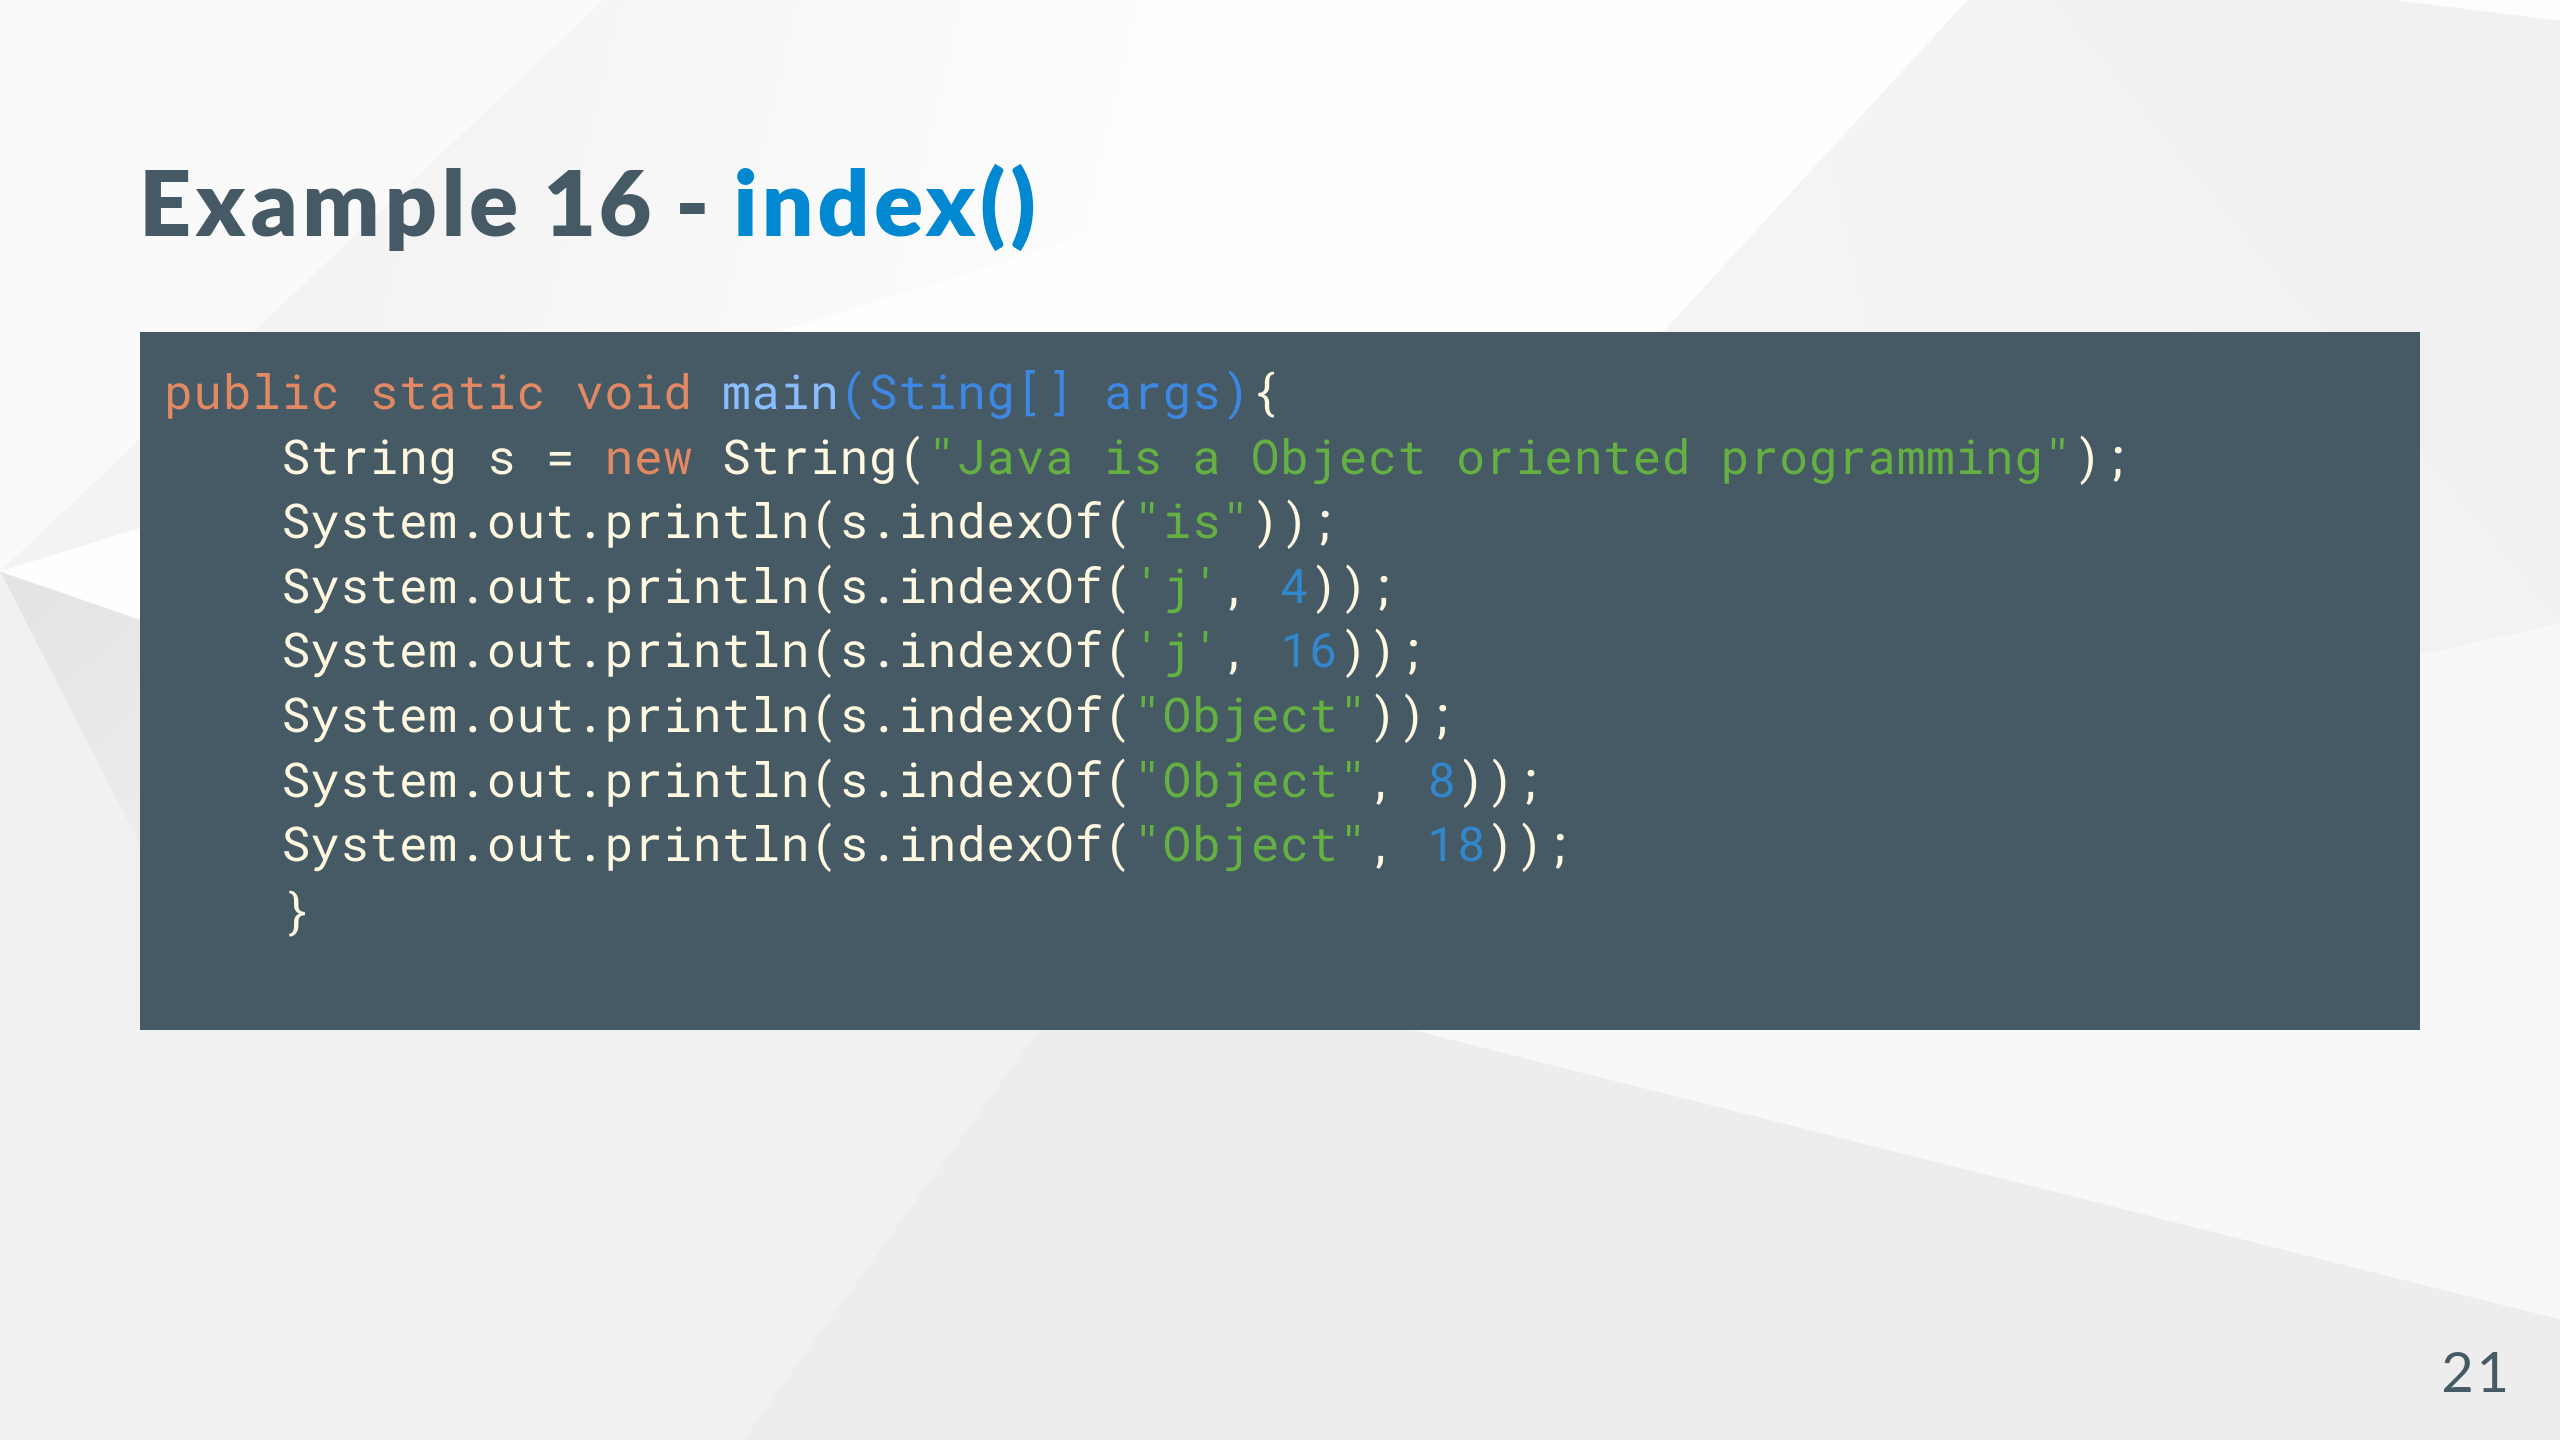 Example 16 - index()
public static void main(Sting[] args){
    String s = new String("Java is a Object oriented programming");
    System.out.println(s.indexOf("is"));
    System.out.println(s.indexOf('j', 4));
    System.out.println(s.indexOf('j', 16));
    System.out.println(s.indexOf("Object"));
    System.out.println(s.indexOf("Object", 8));
    System.out.println(s.indexOf("Object", 18));
    }
21